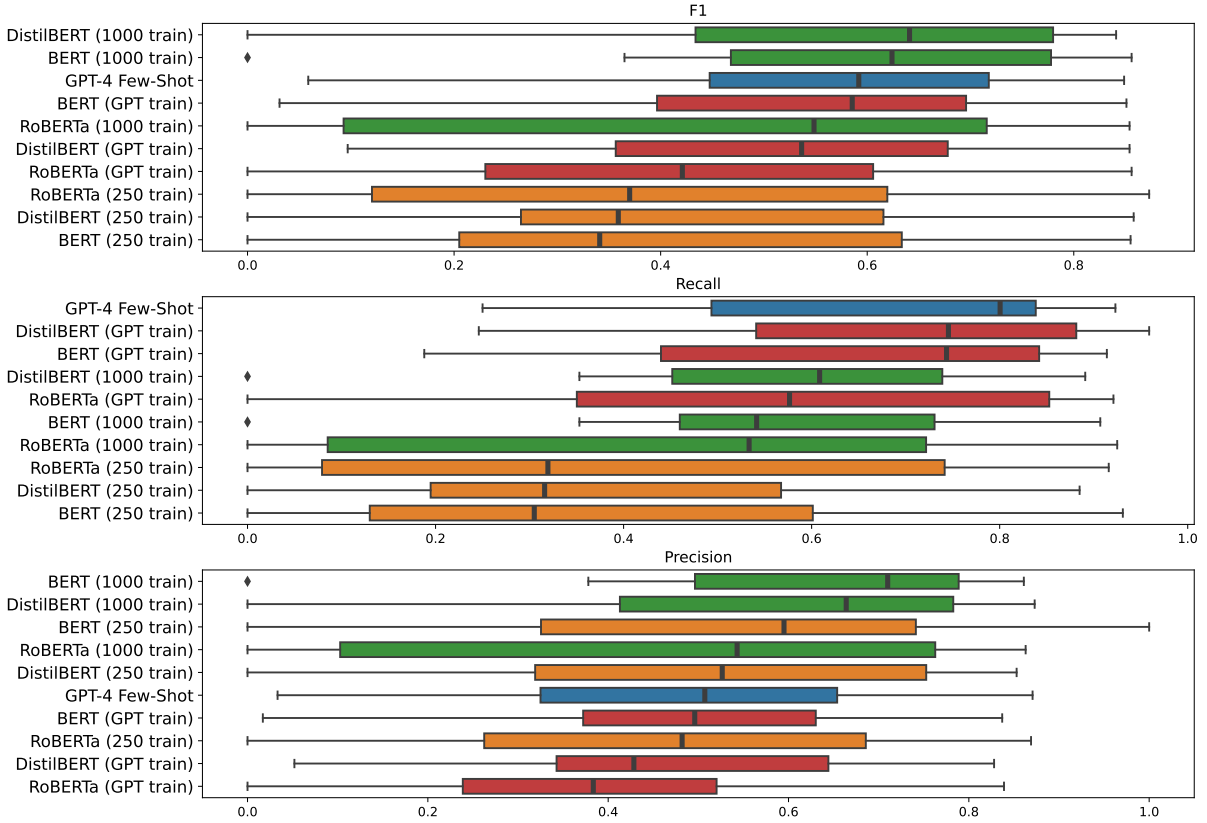 F1
DistilBERT (1000 train)
BERT (1000 train)
GPT-4 Few-Shot
BERT (GPT train)
RoBERTa (1000 train)
DistilBERT (GPT train)
RoBERTa (GPT train)
RoBERTa (250 train)
DistilBERT (250 train)
BERT (250 train)
0.0 0.2 0.4 0.6 0.8
Recall
GPT-4 Few-Shot
DistilBERT (GPT train)
BERT (GPT train)
DistilBERT (1000 train)
RoBERTa (GPT train)
BERT (1000 train)
RoBERTa (1000 train)
RoBERTa (250 train)
DistilBERT (250 train)
BERT (250 train)
0.0 0.2 0.4 0.6 0.8 1.0
Precision
BERT (1000 train)
DistilBERT (1000 train)
BERT (250 train)
RoBERTa (1000 train)
DistilBERT (250 train)
GPT-4 Few-Shot
BERT (GPT train)
RoBERTa (250 train)
DistilBERT (GPT train)
RoBERTa (GPT train)
0.0 0.2 0.4 0.6 0.8 1.0